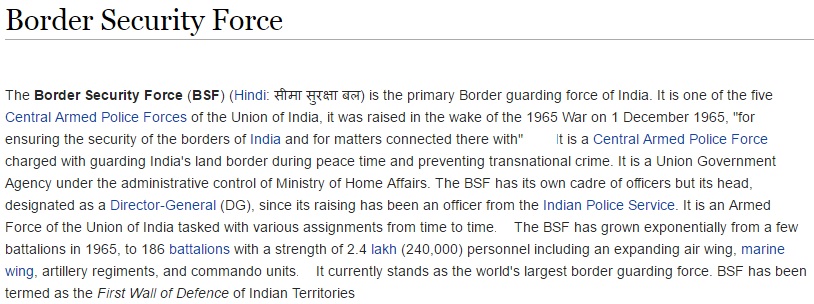 Border Security Force
The Border Security Force (BSF) (Hindi: सीमा सुरक्षा बल) is the primary Border guarding force of India. It is one of the five
Central Armed Police Forces of the Union of India, it was raised in the wake of the 1965 War on 1 December 1965, "for
ensuring the security of the borders of India and for matters connected there with" It is a Central Armed Police Force
charged with guarding India's land border during peace time and preventing transnational crime. It is a Union Government
Agency under the administrative control of Ministry of Home Affairs. The BSF has its own cadre of officers but its head,
designated as a Director-General (DG), since its raising has been an officer from the Indian Police Service. It is an Armed
Force of the Union of India tasked with various assignments from time to time. The BSF has grown exponentially from a few
battalions in 1965, to 186 battalions with a strength of 2.4 lakh (240,000) personnel including an expanding air wing, marine
wing, artillery regiments, and commando units. It currently stands as the world's largest border guarding force. BSF has been
termed as the First Wall of Defence of Indian Territories